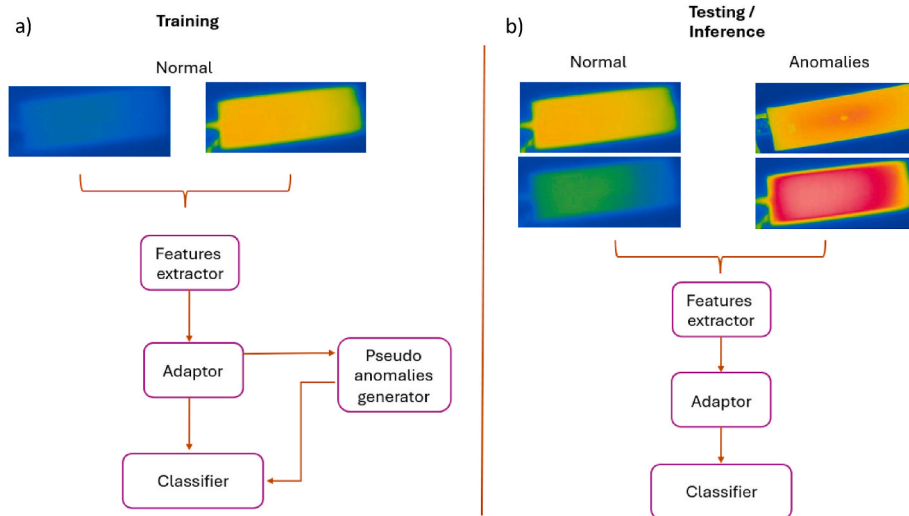 a)
Training
Normal
Features
extractor
Adaptor
Pseudo
anomalies
generator
Classifier
b)
Testing /
Inference
Normal
Anomalies
Features
extractor
Adaptor
Classifier